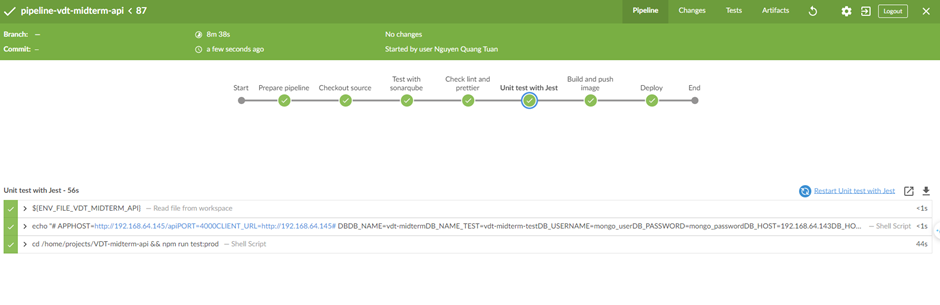 pipeline-vdt-midterm-api < 87
Pipeline Changes Tests Artifacts Logout
Branch: — 8m 38s No changes
Commit: — a few seconds ago Started by user Nguyen Quang Tuan
Start Prepare pipeline Checkout source Test with sonarqube Check lint and prettier Unit test with Jest Build and push image Deploy End
Unit test with Jest - 56s Restart Unit test with Jest
${ENV_FILE_VDT_MIDTERM_API} — Read file from workspace <1s
echo "# APPHOST=http://192.168.64.145/apiPORT=4000CLIENT_URL=http://192.168.64.145# DBDB_NAME=vdt-midtermDB_NAME_TEST=vdt-midterm-testDB_USERNAME=mongo_userDB_PASSWORD=mongo_passwordDB_HOST=192.168.64.143DB_HO... — Shell Script <1s
cd /home/projects/VDT-midterm-api && npm run test:prod — Shell Script 44s